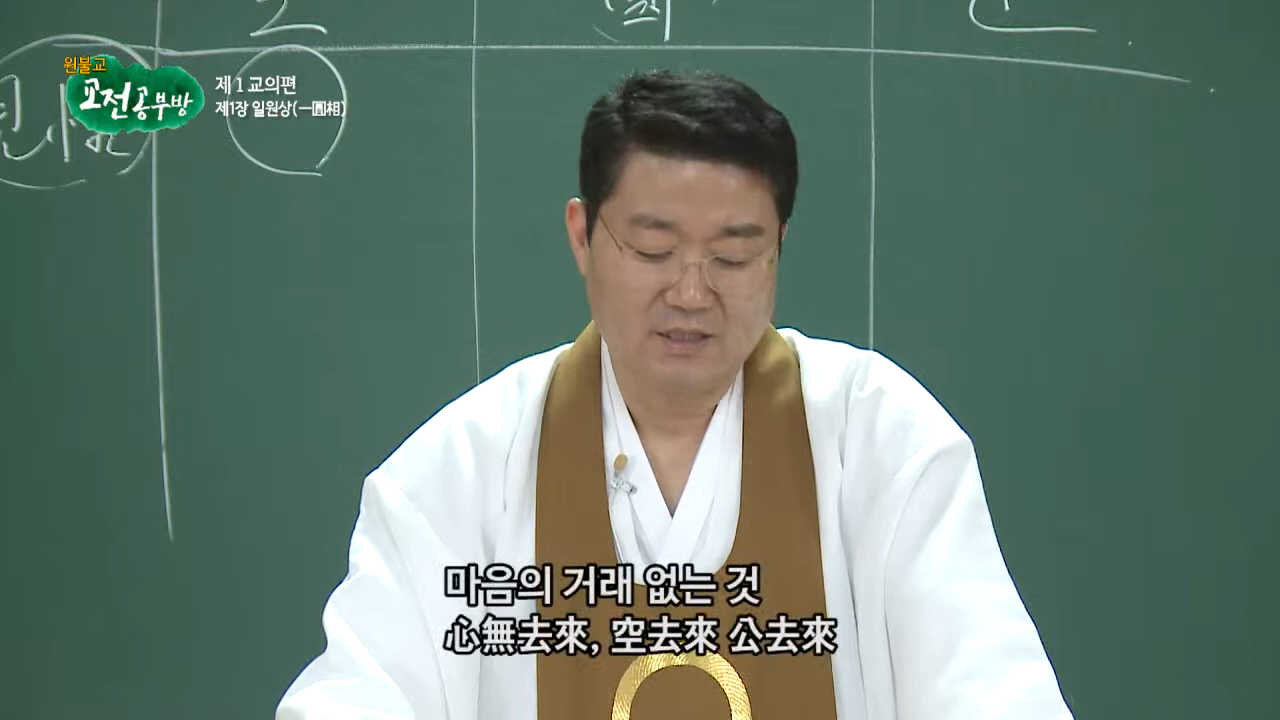 원불교
교전공부방
제 1 교의편
제1장 일원상(一圓相)
마음의 거래 없는 것
心無去來, 空去來 公去來